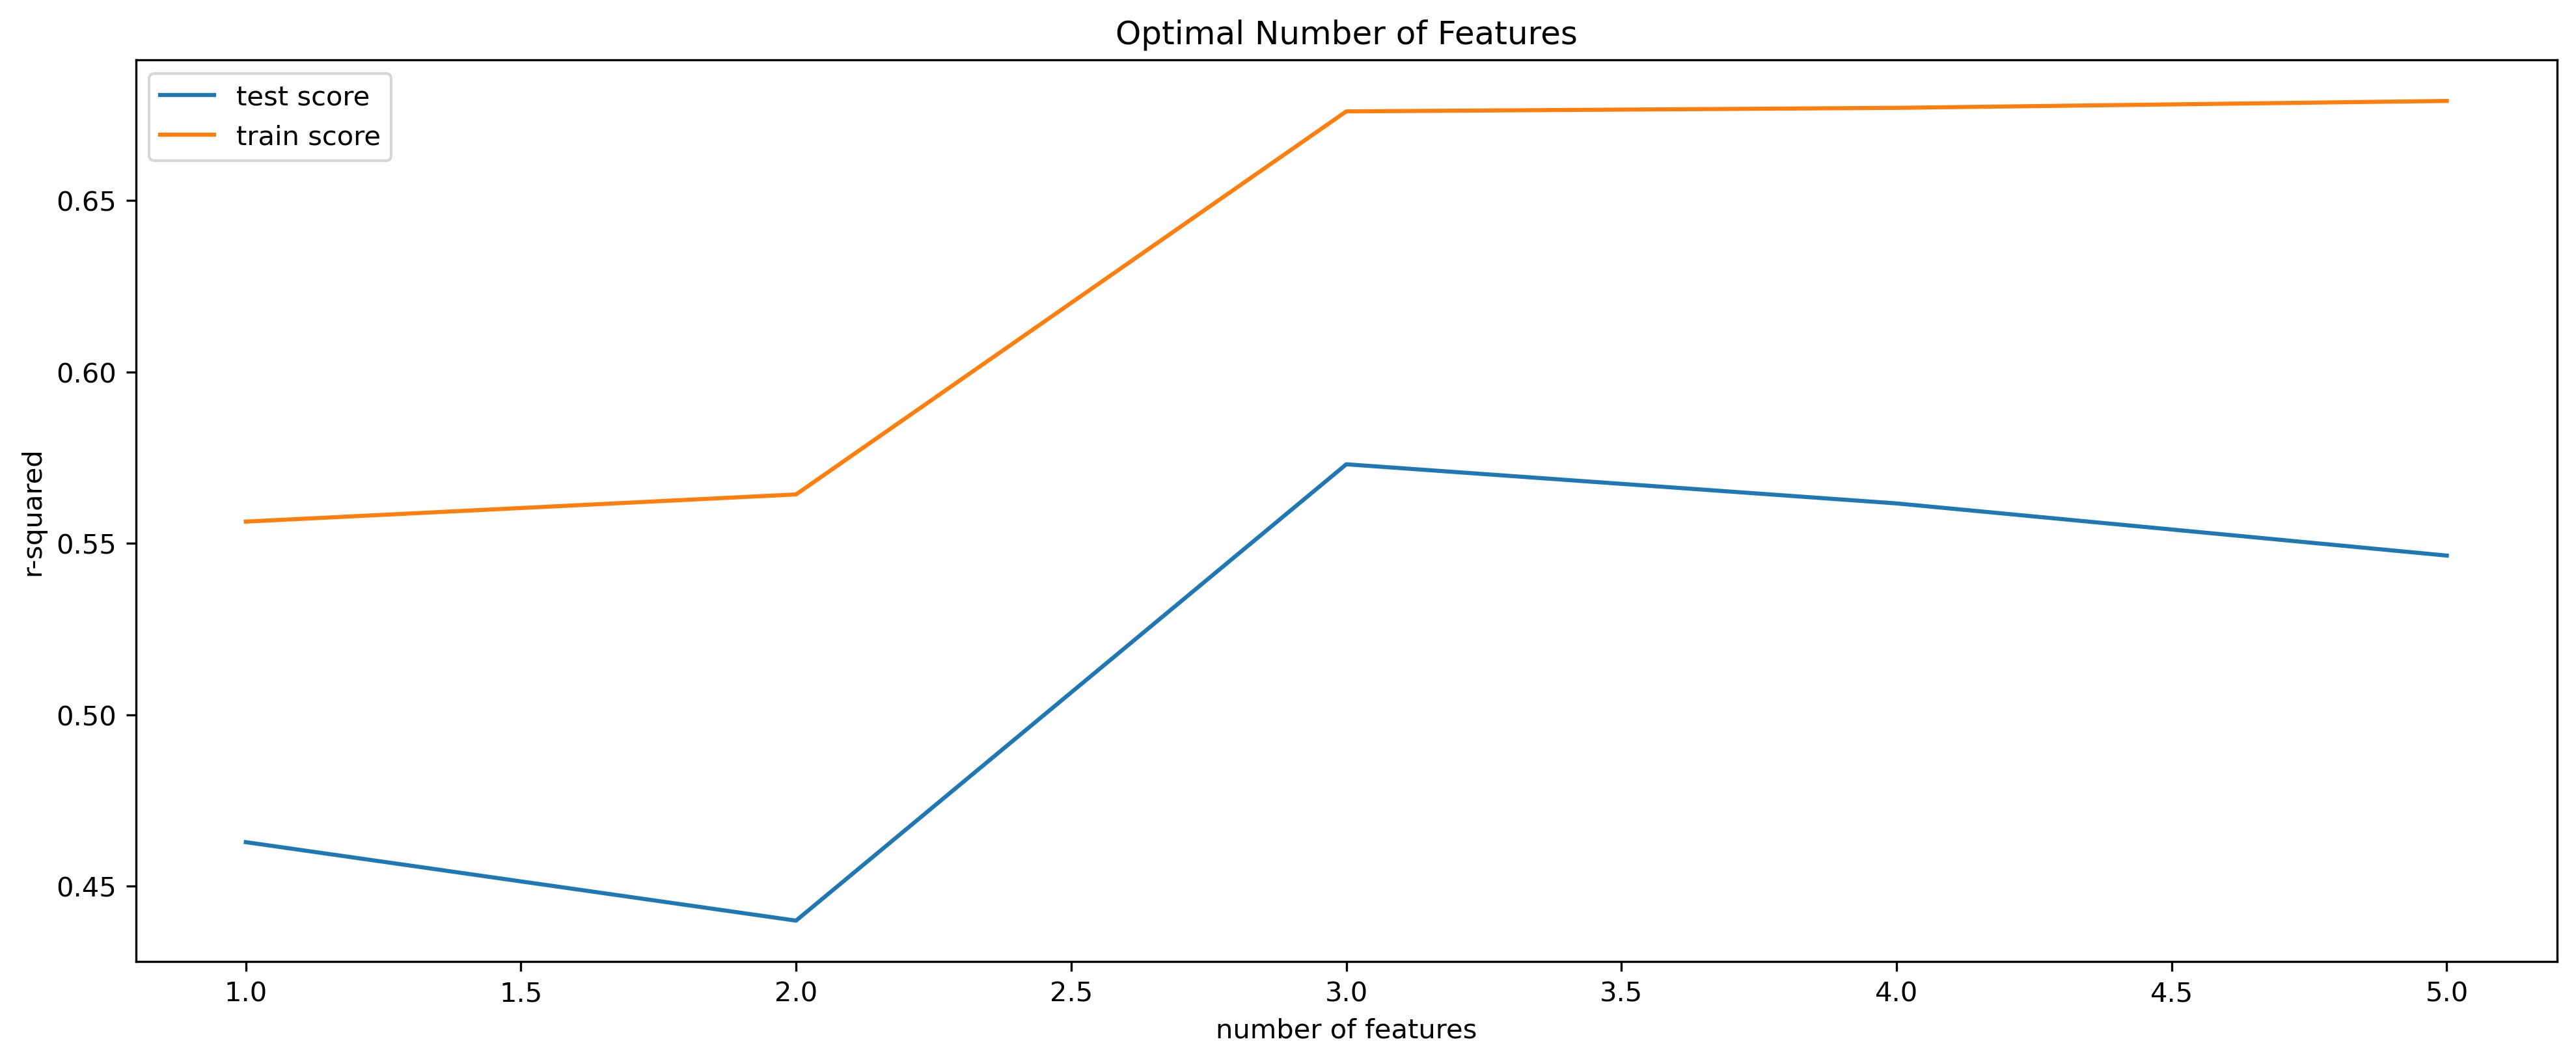 Optimal Number of Features
test score
train score
0.65
0.60
0.55
0.50
0.45
r-squared
1.0 1.5 2.0 2.5 3.0 3.5 4.0 4.5 5.0
number of features